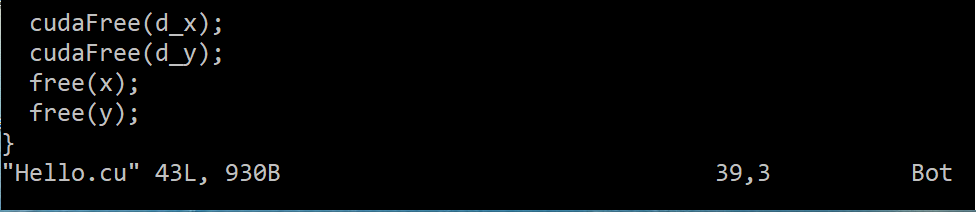 cudaFree(d_x);
cudaFree(d_y);
free(x);
free(y);
}
"Hello.cu" 43L, 930B 39,3 Bot